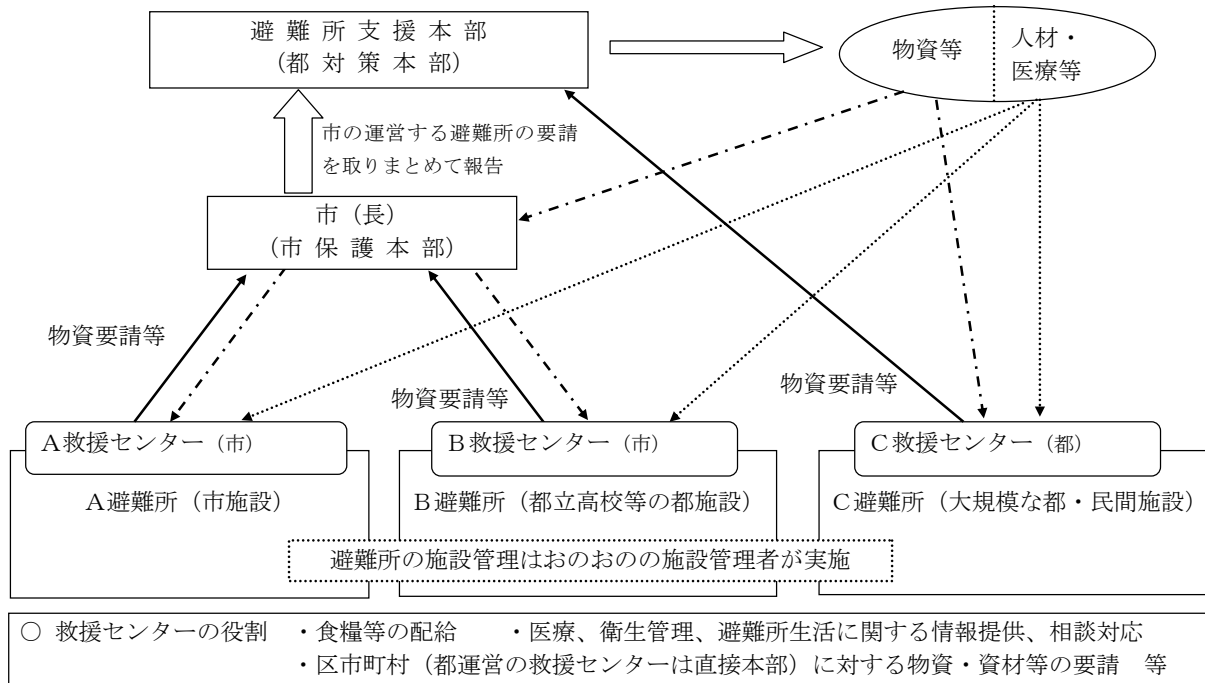 避難所支援本部
（都対策本部）
物資等
人材・
医療等
市の運営する避難所の要請
を取りまとめて報告
市（長）
（市保護本部）
物資要請等
物資要請等
物資要請等
A救援センター（市）
B救援センター（市）
C救援センター（都）
A避難所（市施設）
B避難所（都立高校等の都施設）
C避難所（大規模な都・民間施設）
避難所の施設管理はおのおのの施設管理者が実施
○ 救援センターの役割　・食糧等の配給　　・医療、衛生管理、避難所生活に関する情報提供、相談対応
・区市町村（都運営の救援センターは直接本部）に対する物資・資材等の要請　等